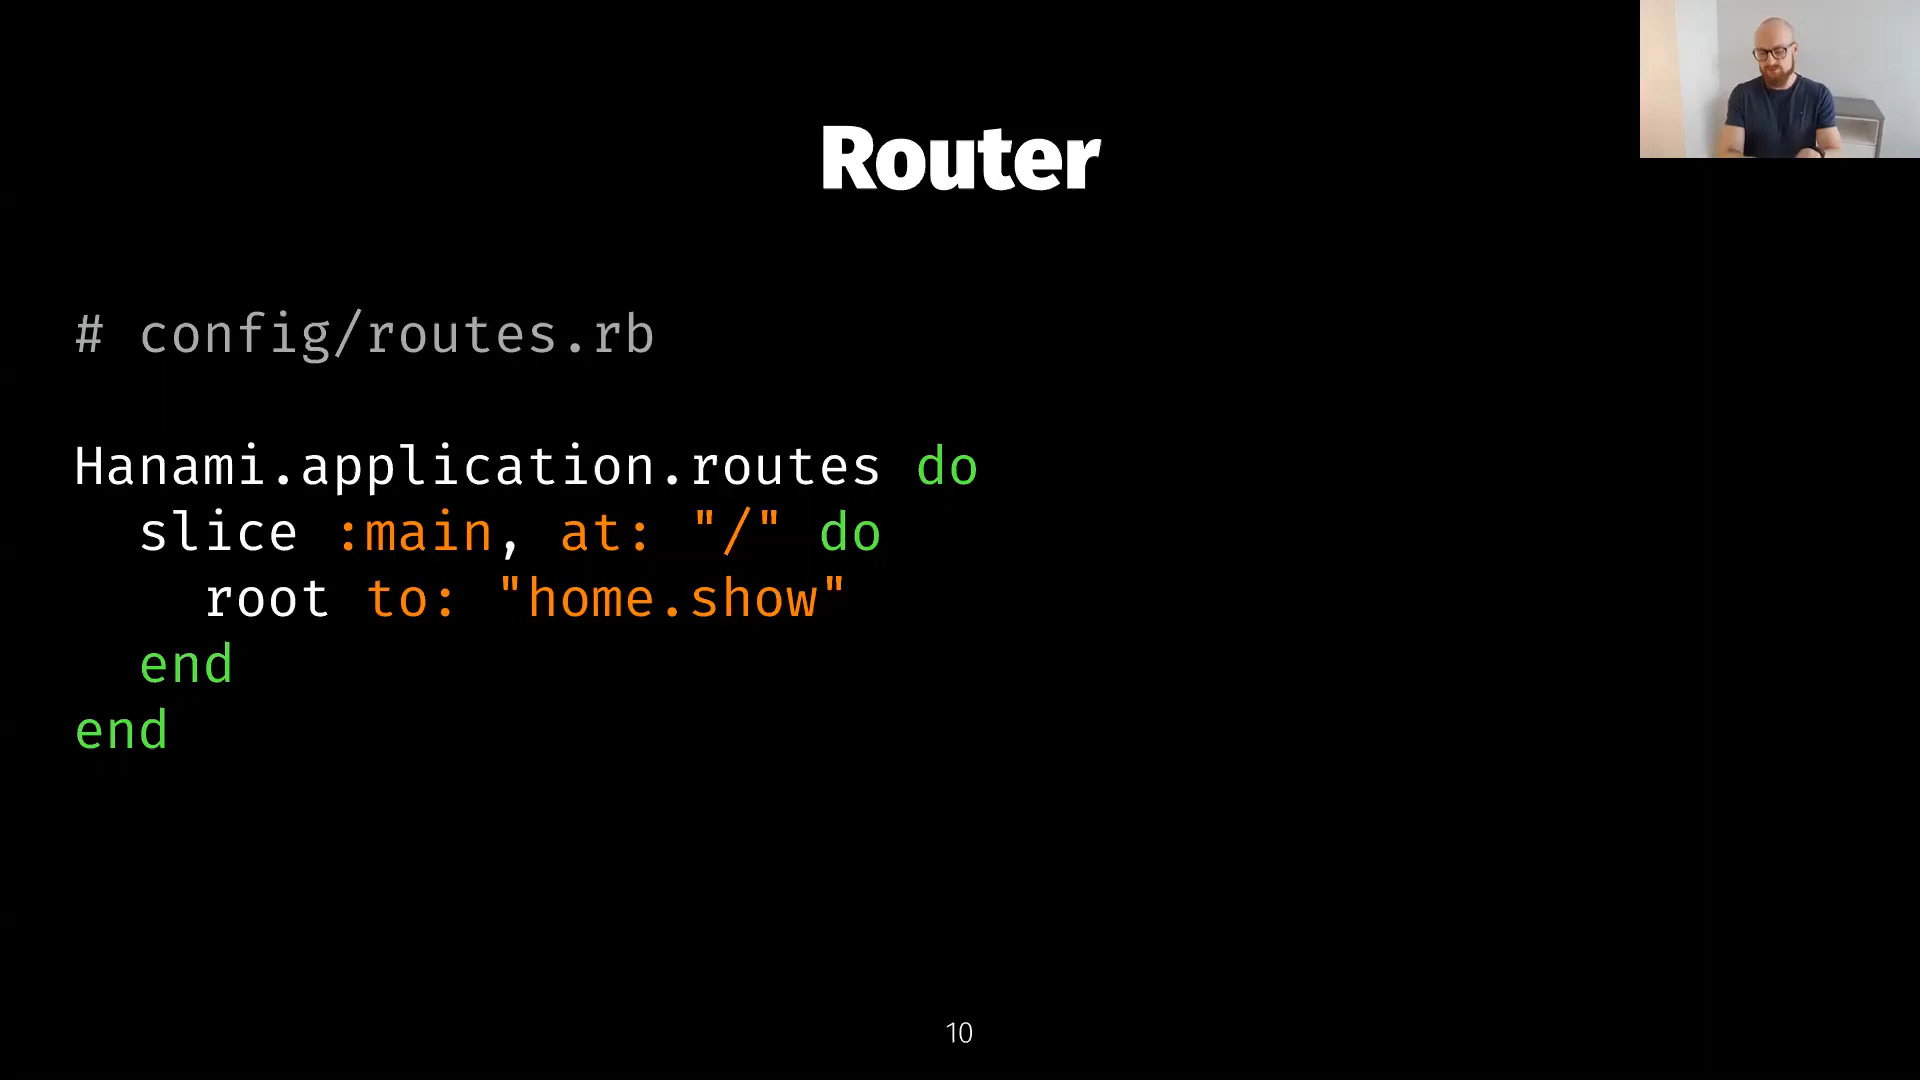 Router
# config/routes.rb
Hanami.application.routes do
  slice :main, at: "/" do
    root to: "home.show"
  end
end
10